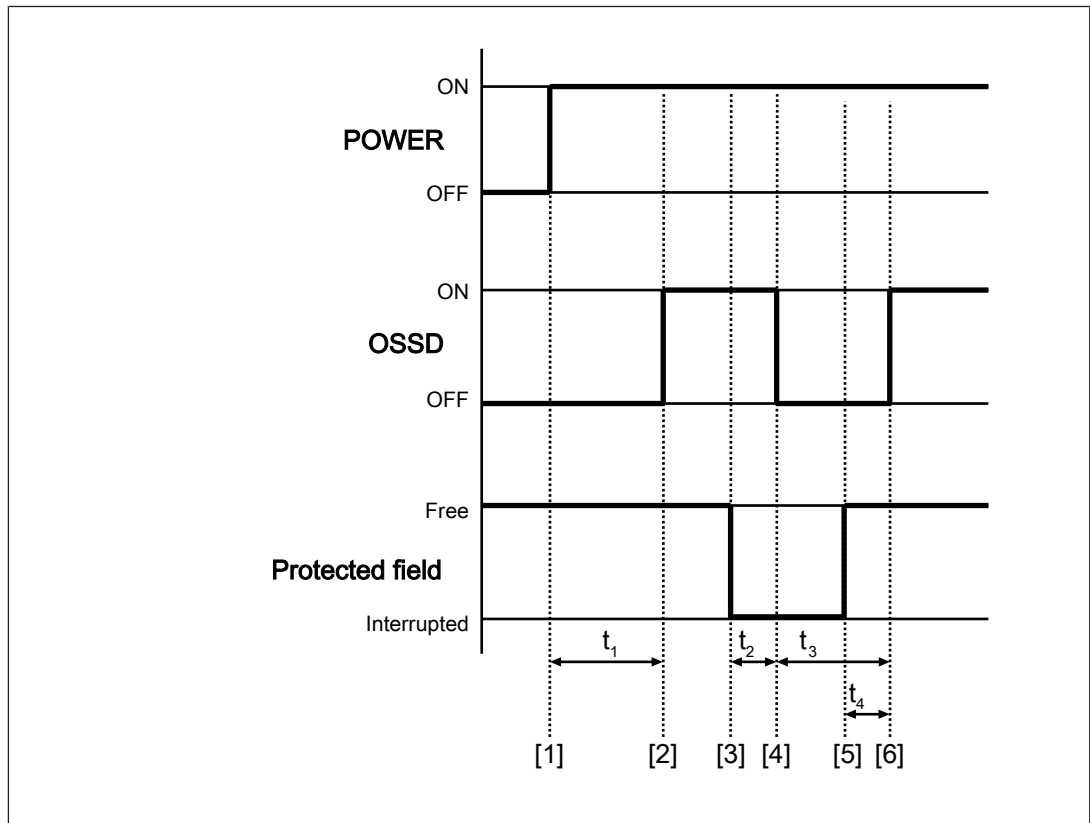 ON
POWER
OFF
ON
OSSD
OFF
Free
Protected field
Interrupted
t₁ t₂ t₃
t₄
[1] [2] [3] [4] [5] [6]